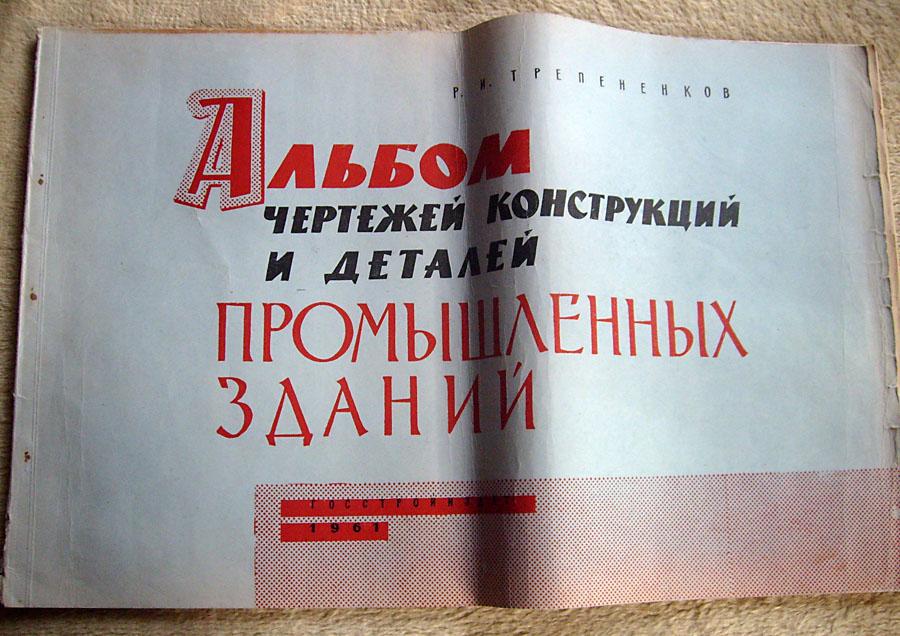 Р. И. ТРЕПЕНЕНКОВ
АЛЬБОМ
ЧЕРТЕЖЕЙ КОНСТРУКЦИЙ
И ДЕТАЛЕЙ
ПРОМЫШЛЕННЫХ
ЗДАНИЙ
ГОССТРОЙИЗДАТ
1961